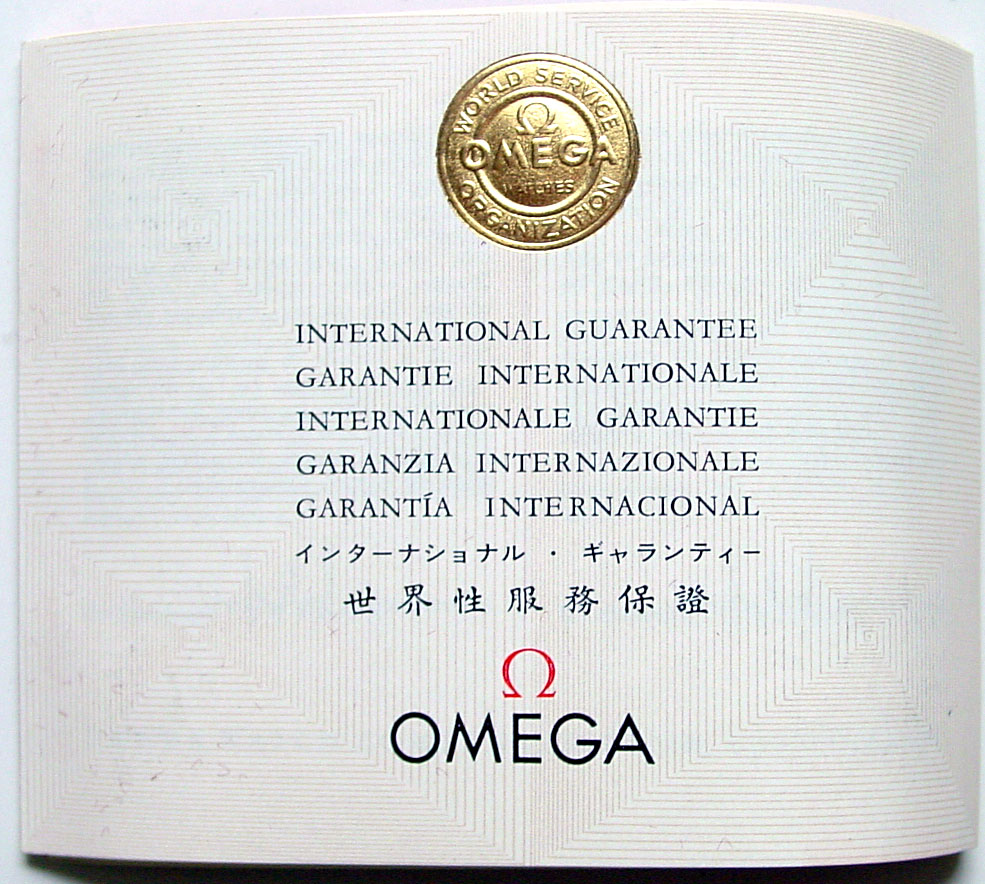 WORLD SERVICE
Ω
OMEGA
WATCHES
ORGANIZATION
INTERNATIONAL GUARANTEE
GARANTIE INTERNATIONALE
INTERNATIONALE GARANTIE
GARANZIA INTERNAZIONALE
GARANTÍA INTERNACIONAL
インターナショナル ・ ギャランティー
世界性服務保證
Ω
OMEGA